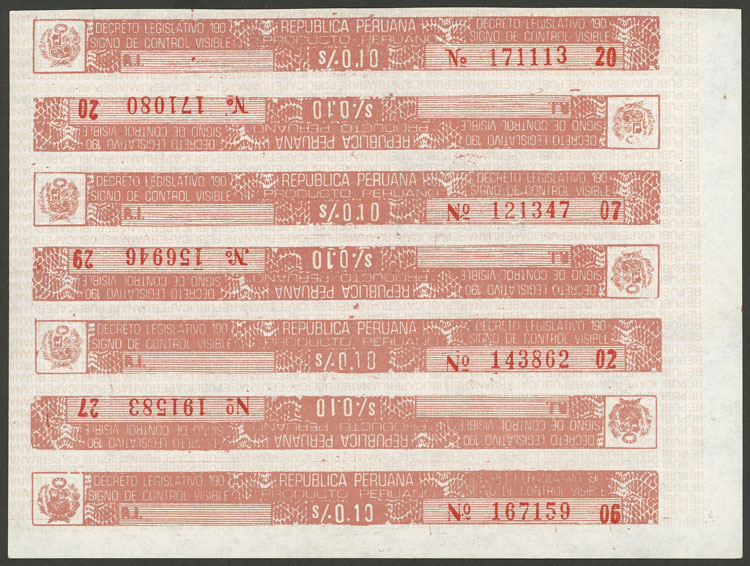 DECRETO LEGISLATIVO 190 REPUBLICA PERUANA DECRETO LEGISLATIVO 190
SIGNO DE CONTROL VISIBLE PRODUCTO PERUANO SIGNO DE CONTROL VISIBLE
R.I. S/.0.10 Nº 171113 20
DECRETO LEGISLATIVO 190 REPUBLICA PERUANA DECRETO LEGISLATIVO 190
SIGNO DE CONTROL VISIBLE PRODUCTO PERUANO SIGNO DE CONTROL VISIBLE
R.I. S/.0.10 Nº 171080 20
DECRETO LEGISLATIVO 190 REPUBLICA PERUANA DECRETO LEGISLATIVO 190
SIGNO DE CONTROL VISIBLE PRODUCTO PERUANO SIGNO DE CONTROL VISIBLE
R.I. S/.0.10 Nº 121347 07
DECRETO LEGISLATIVO 190 REPUBLICA PERUANA DECRETO LEGISLATIVO 190
SIGNO DE CONTROL VISIBLE PRODUCTO PERUANO SIGNO DE CONTROL VISIBLE
R.I. S/.0.10 Nº 156946 29
DECRETO LEGISLATIVO 190 REPUBLICA PERUANA DECRETO LEGISLATIVO 190
SIGNO DE CONTROL VISIBLE PRODUCTO PERUANO SIGNO DE CONTROL VISIBLE
R.I. S/.0.10 Nº 143862 02
DECRETO LEGISLATIVO 190 REPUBLICA PERUANA DECRETO LEGISLATIVO 190
SIGNO DE CONTROL VISIBLE PRODUCTO PERUANO SIGNO DE CONTROL VISIBLE
R.I. S/.0.10 Nº 191583 27
DECRETO LEGISLATIVO 190 REPUBLICA PERUANA DECRETO LEGISLATIVO 190
SIGNO DE CONTROL VISIBLE PRODUCTO PERUANO SIGNO DE CONTROL VISIBLE
R.I. S/.0.10 Nº 167159 06